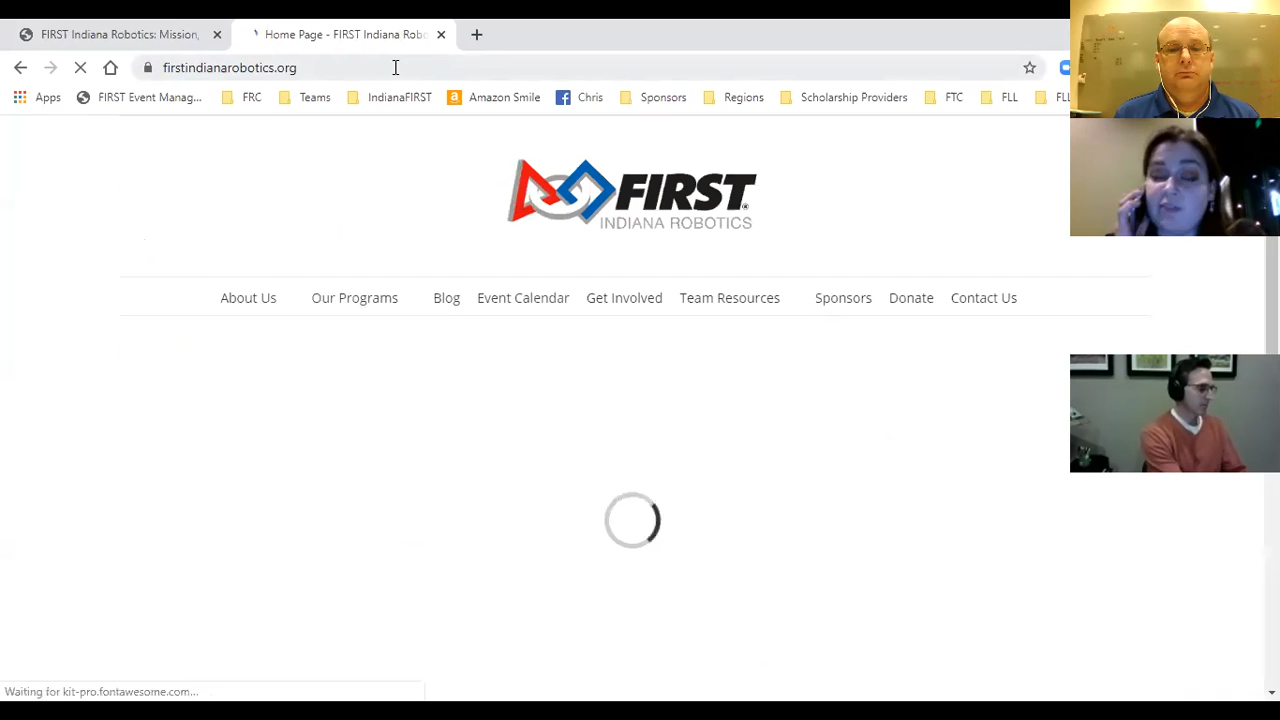 FIRST Indiana Robotics: Mission,
Home Page - FIRST Indiana Robo
firstindianarobotics.org
Apps
FIRST Event Manag...
FRC
Teams
IndianaFIRST
Amazon Smile
Chris
Sponsors
Regions
Scholarship Providers
FTC
FLL
FLL
FIRST
INDIANA ROBOTICS
About Us
Our Programs
Blog
Event Calendar
Get Involved
Team Resources
Sponsors
Donate
Contact Us
Waiting for kit-pro.fontawesome.com...